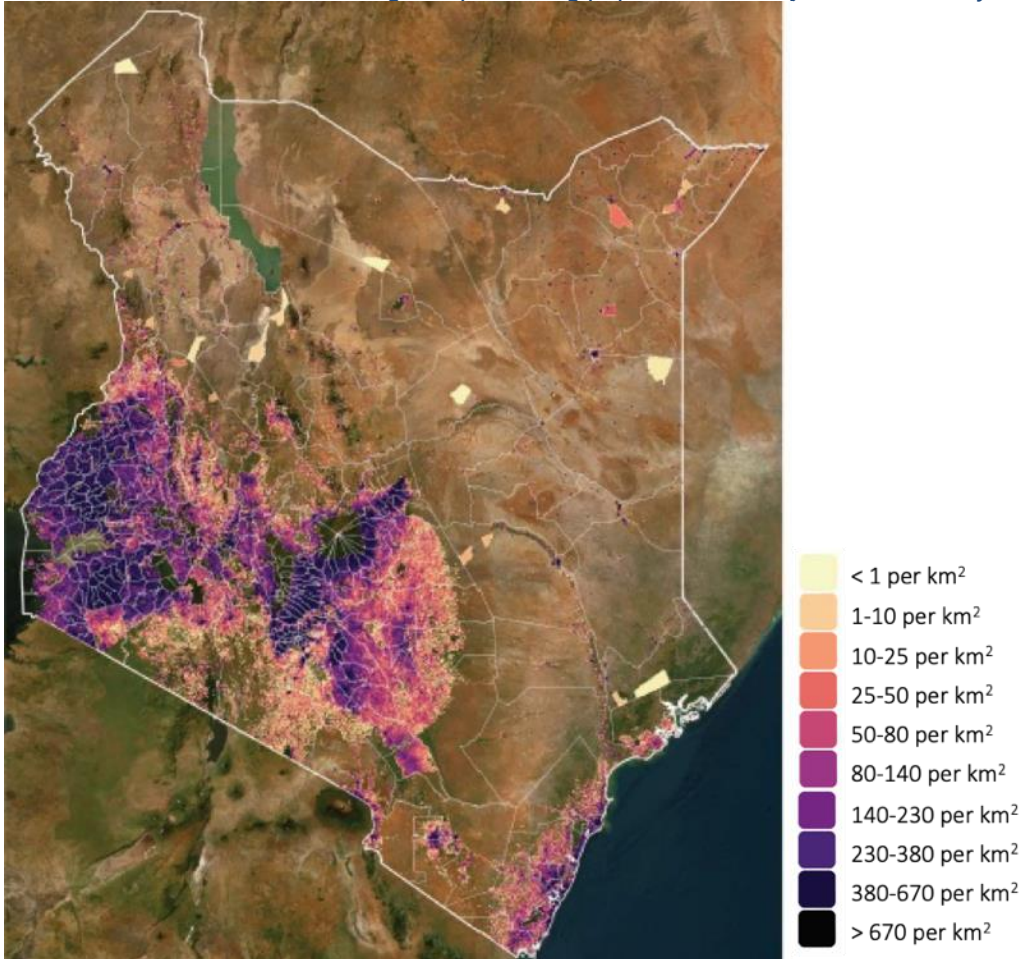 < 1 per km²
1-10 per km²
10-25 per km²
25-50 per km²
50-80 per km²
80-140 per km²
140-230 per km²
230-380 per km²
380-670 per km²
> 670 per km²